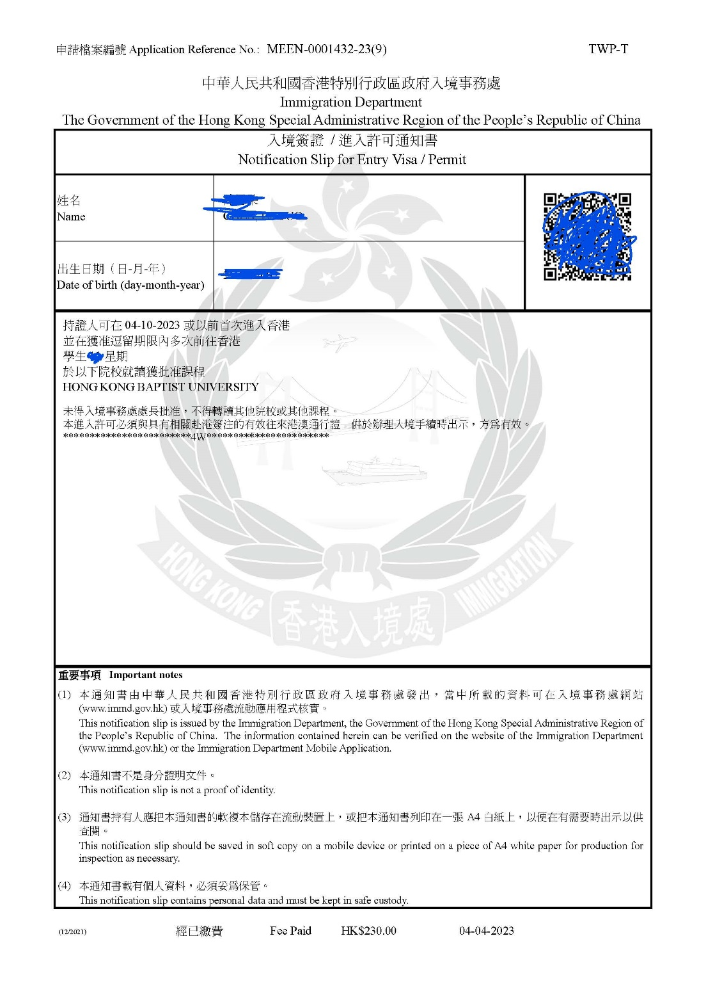 申請檔案編號 Application Reference No.: MEEN-0001432-23(9) TWP-T
中華人民共和國香港特別行政區政府入境事務處
Immigration Department
The Government of the Hong Kong Special Administrative Region of the People's Republic of China
入境簽證 / 進入許可通知書
Notification Slip for Entry Visa / Permit
姓名
Name
出生日期（日-月-年）
Date of birth (day-month-year)
持證人可在 04-10-2023 或以前首次進入香港
並在獲准逗留期限內多次前往香港
學生 星期
於以下院校就讀獲批准課程
HONG KONG BAPTIST UNIVERSITY
未得入境事務處處長批准，不得轉讀其他院校或其他課程。
本進入許可必須與具有相關赴港簽注的有效往來港澳通行證一併於辦理入境手續時出示，方爲有效。
************************4W***********************
HONG KONG 香港入境處 IMMIGRATION
重要事項 Important notes
(1) 本通知書由中華人民共和國香港特別行政區政府入境事務處發出，當中所載的資料可在入境事務處網站
(www.immd.gov.hk) 或入境事務處流動應用程式核實。
This notification slip is issued by the Immigration Department, the Government of the Hong Kong Special Administrative Region of
the People's Republic of China. The information contained herein can be verified on the website of the Immigration Department
(www.immd.gov.hk) or the Immigration Department Mobile Application.
(2) 本通知書不是身分證明文件。
This notification slip is not a proof of identity.
(3) 通知書持有人應把本通知書的軟複本儲存在流動裝置上，或把本通知書列印在一張 A4 白紙上，以便在有需要時出示以供
查閱。
This notification slip should be saved in soft copy on a mobile device or printed on a piece of A4 white paper for production for
inspection as necessary.
(4) 本通知書載有個人資料，必須妥爲保管。
This notification slip contains personal data and must be kept in safe custody.
(12/2021) 經已繳費 Fee Paid HK$230.00 04-04-2023